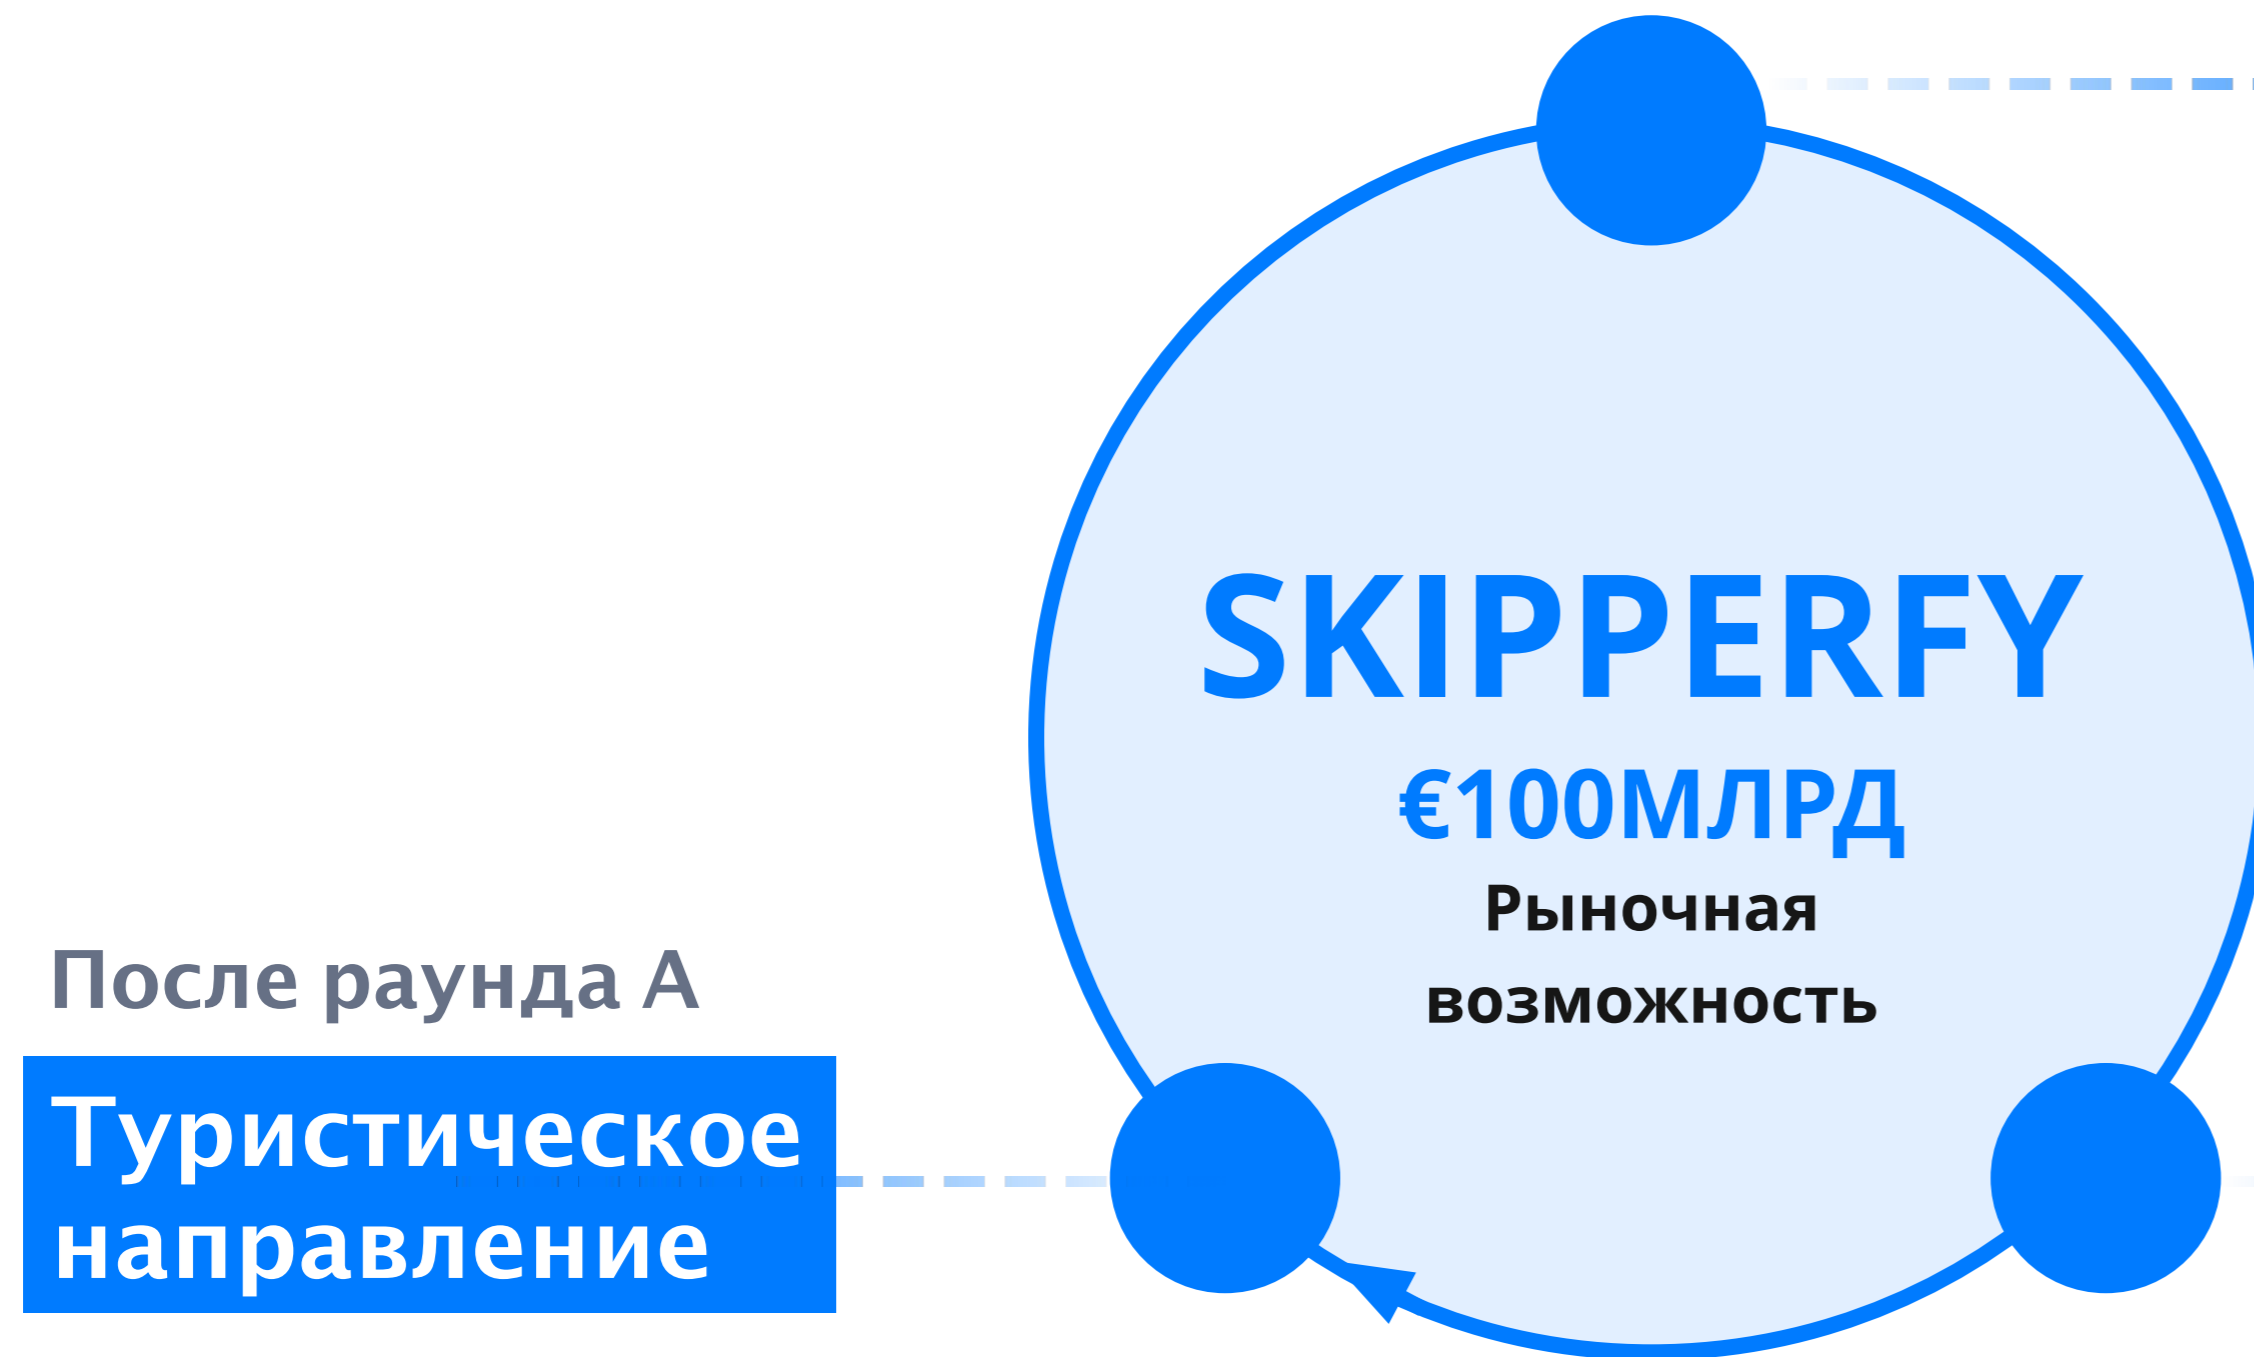 SKIPPERFY
€100МЛРД
Рыночная
возможность
После раунда А
Туристическое
направление